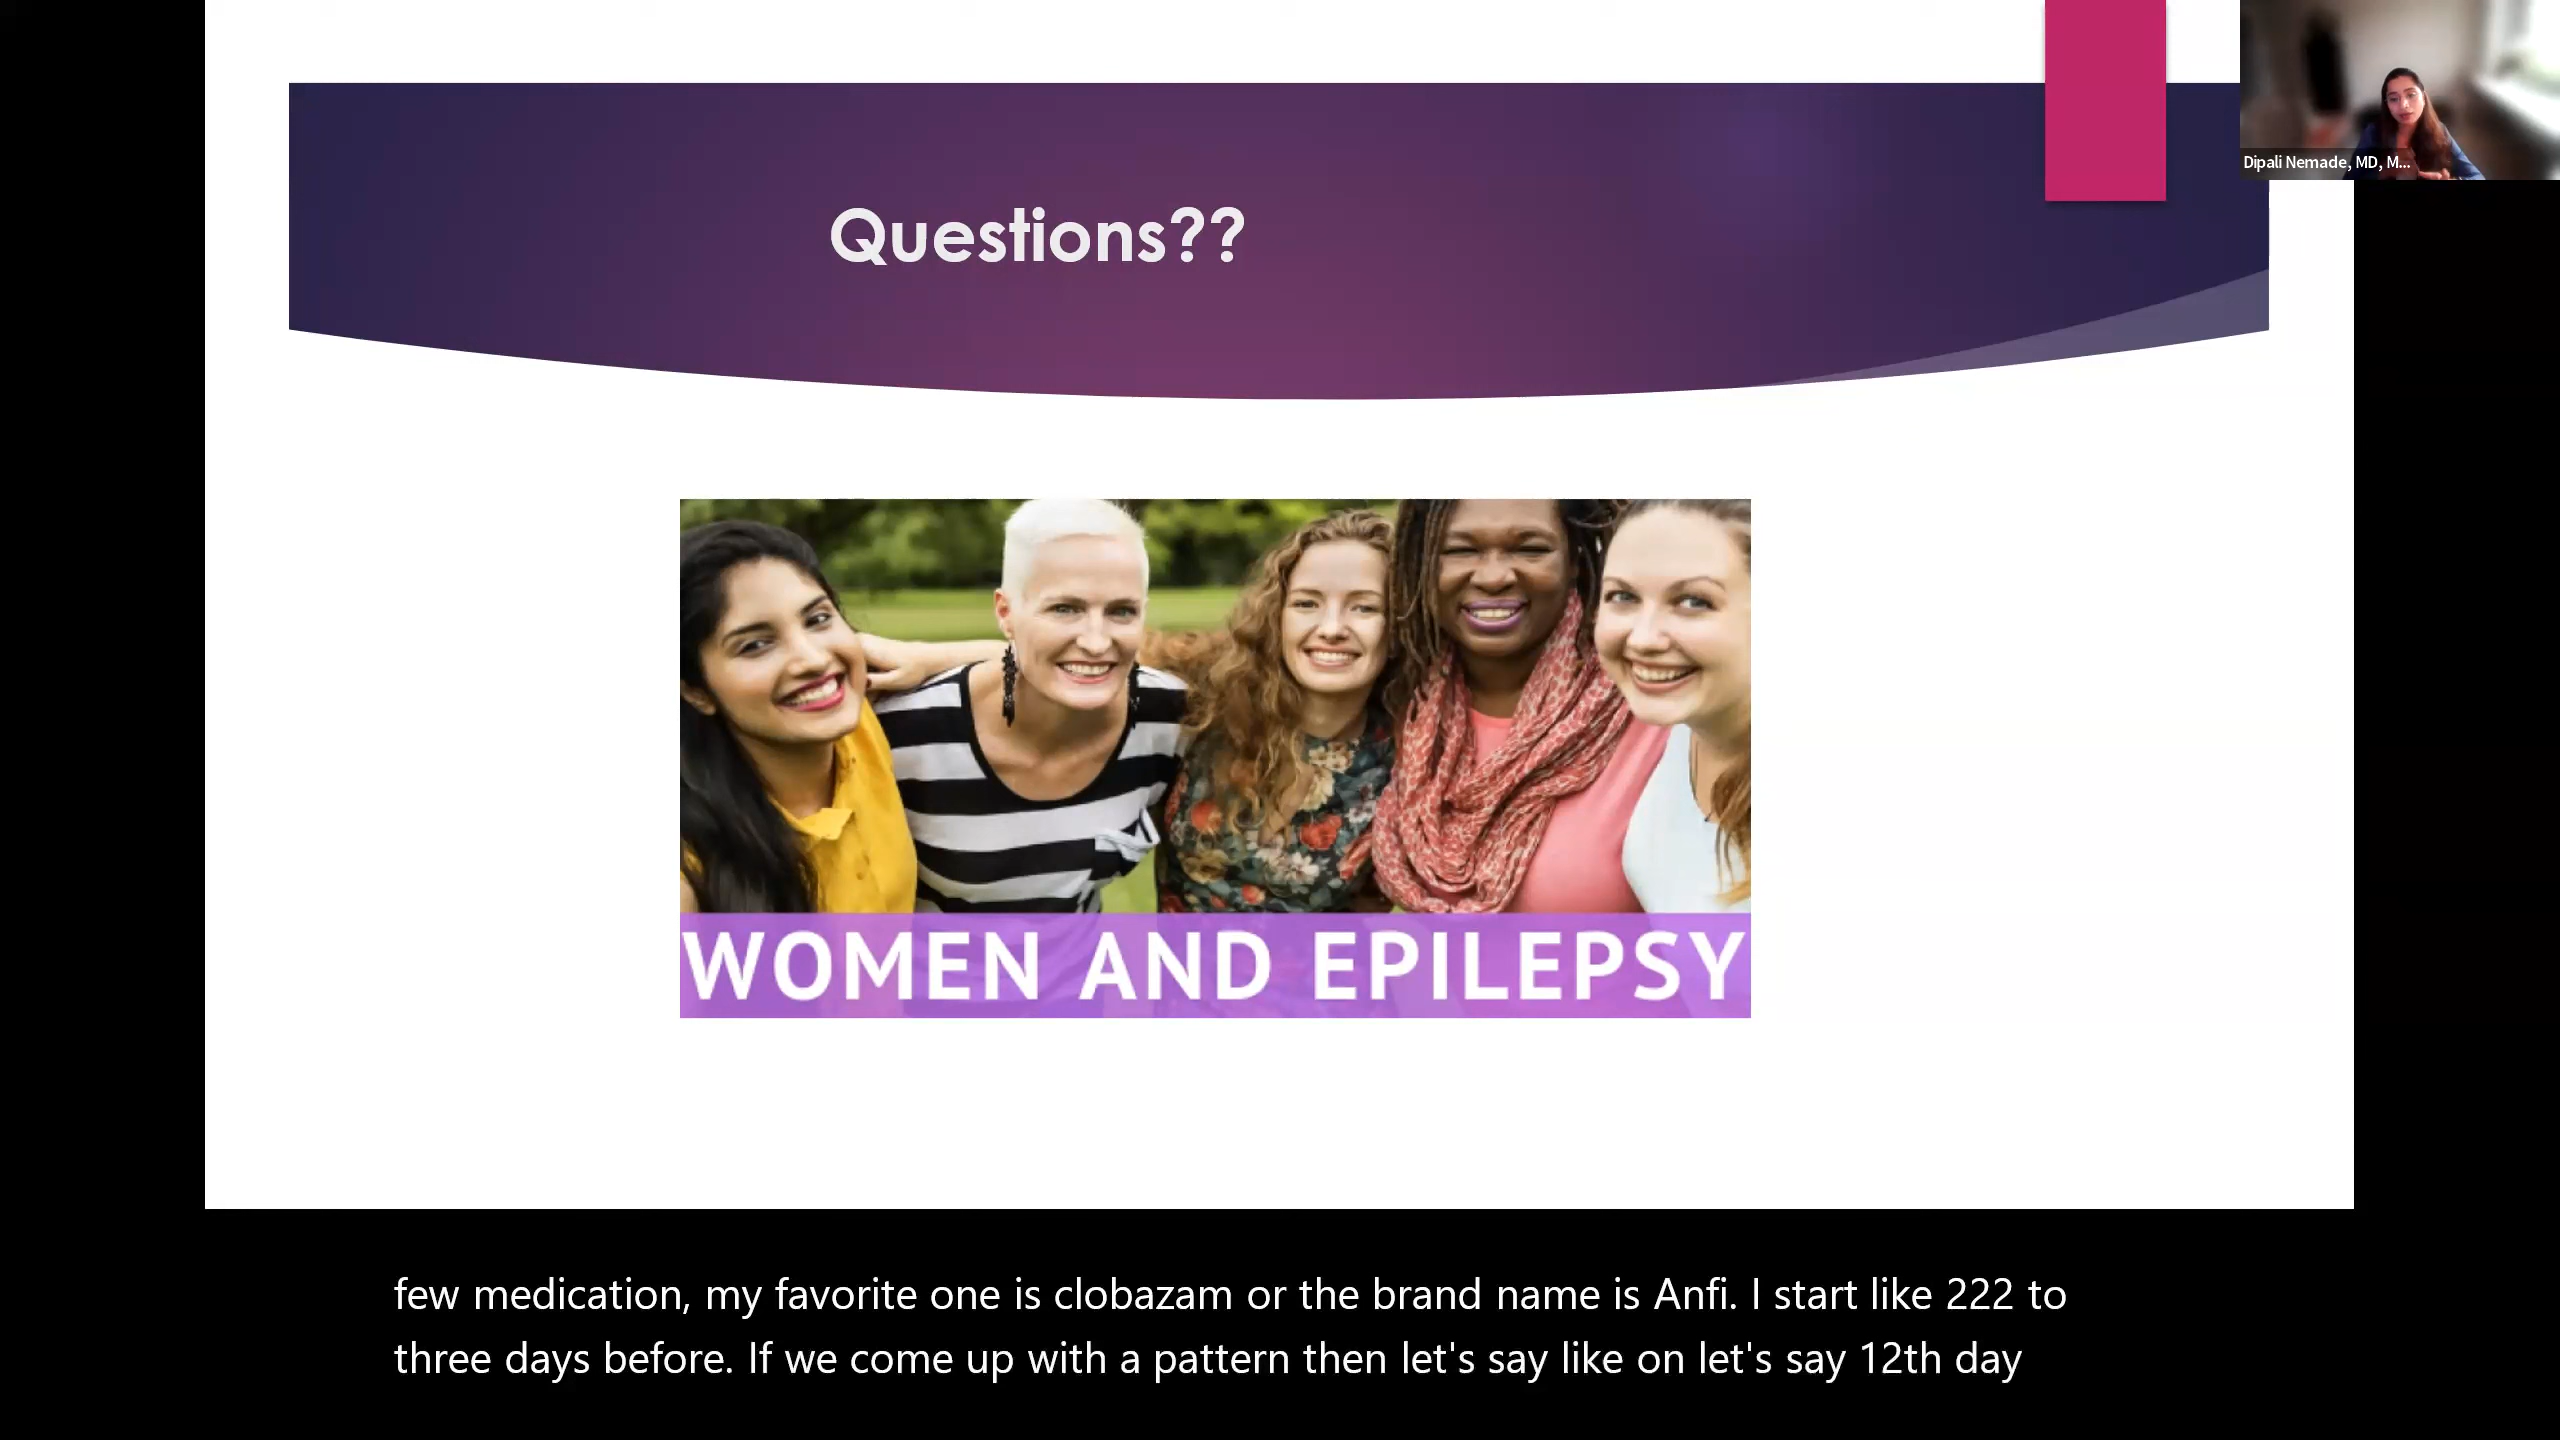 Questions??
Dipali Nemade, MD, M...
WOMEN AND EPILEPSY
few medication, my favorite one is clobazam or the brand name is Anfi. I start like 222 to
three days before. If we come up with a pattern then let's say like on let's say 12th day